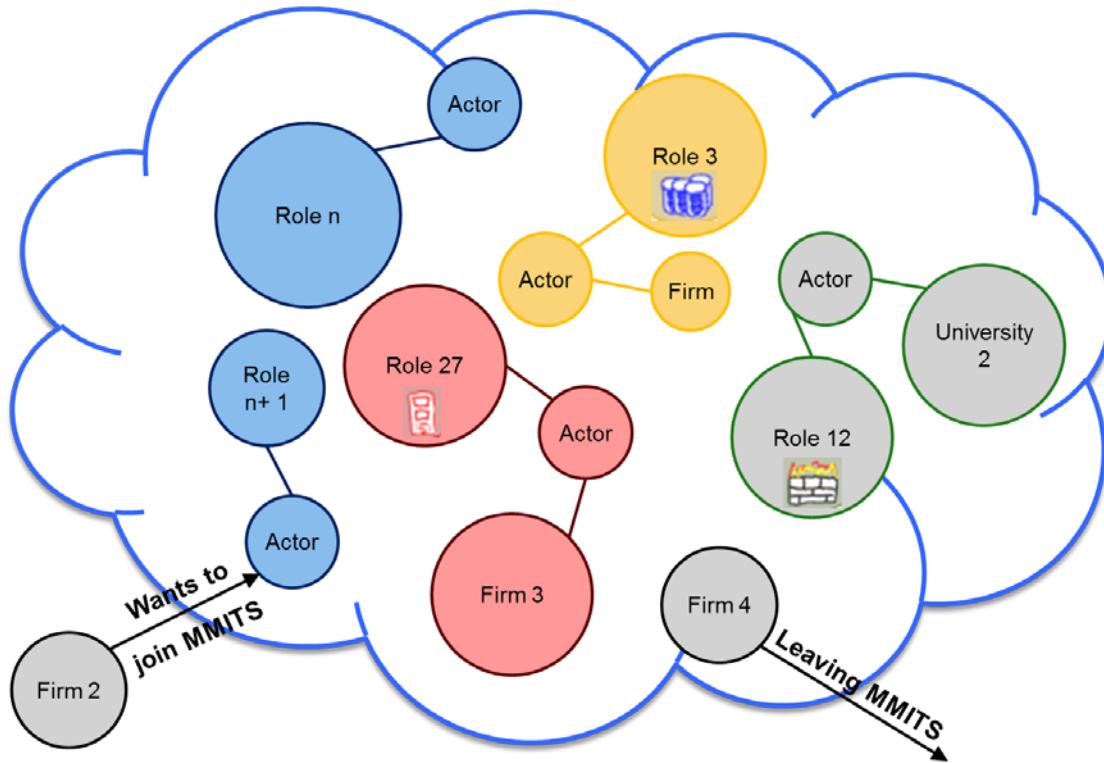 Actor
Role 3
Role n
Actor
Actor
Firm
University
2
Role 27
Role
n+ 1
Actor
Role 12
Actor
Firm 3
Firm 4
Wants to
join MMITS
Firm 2
Leaving MMITS